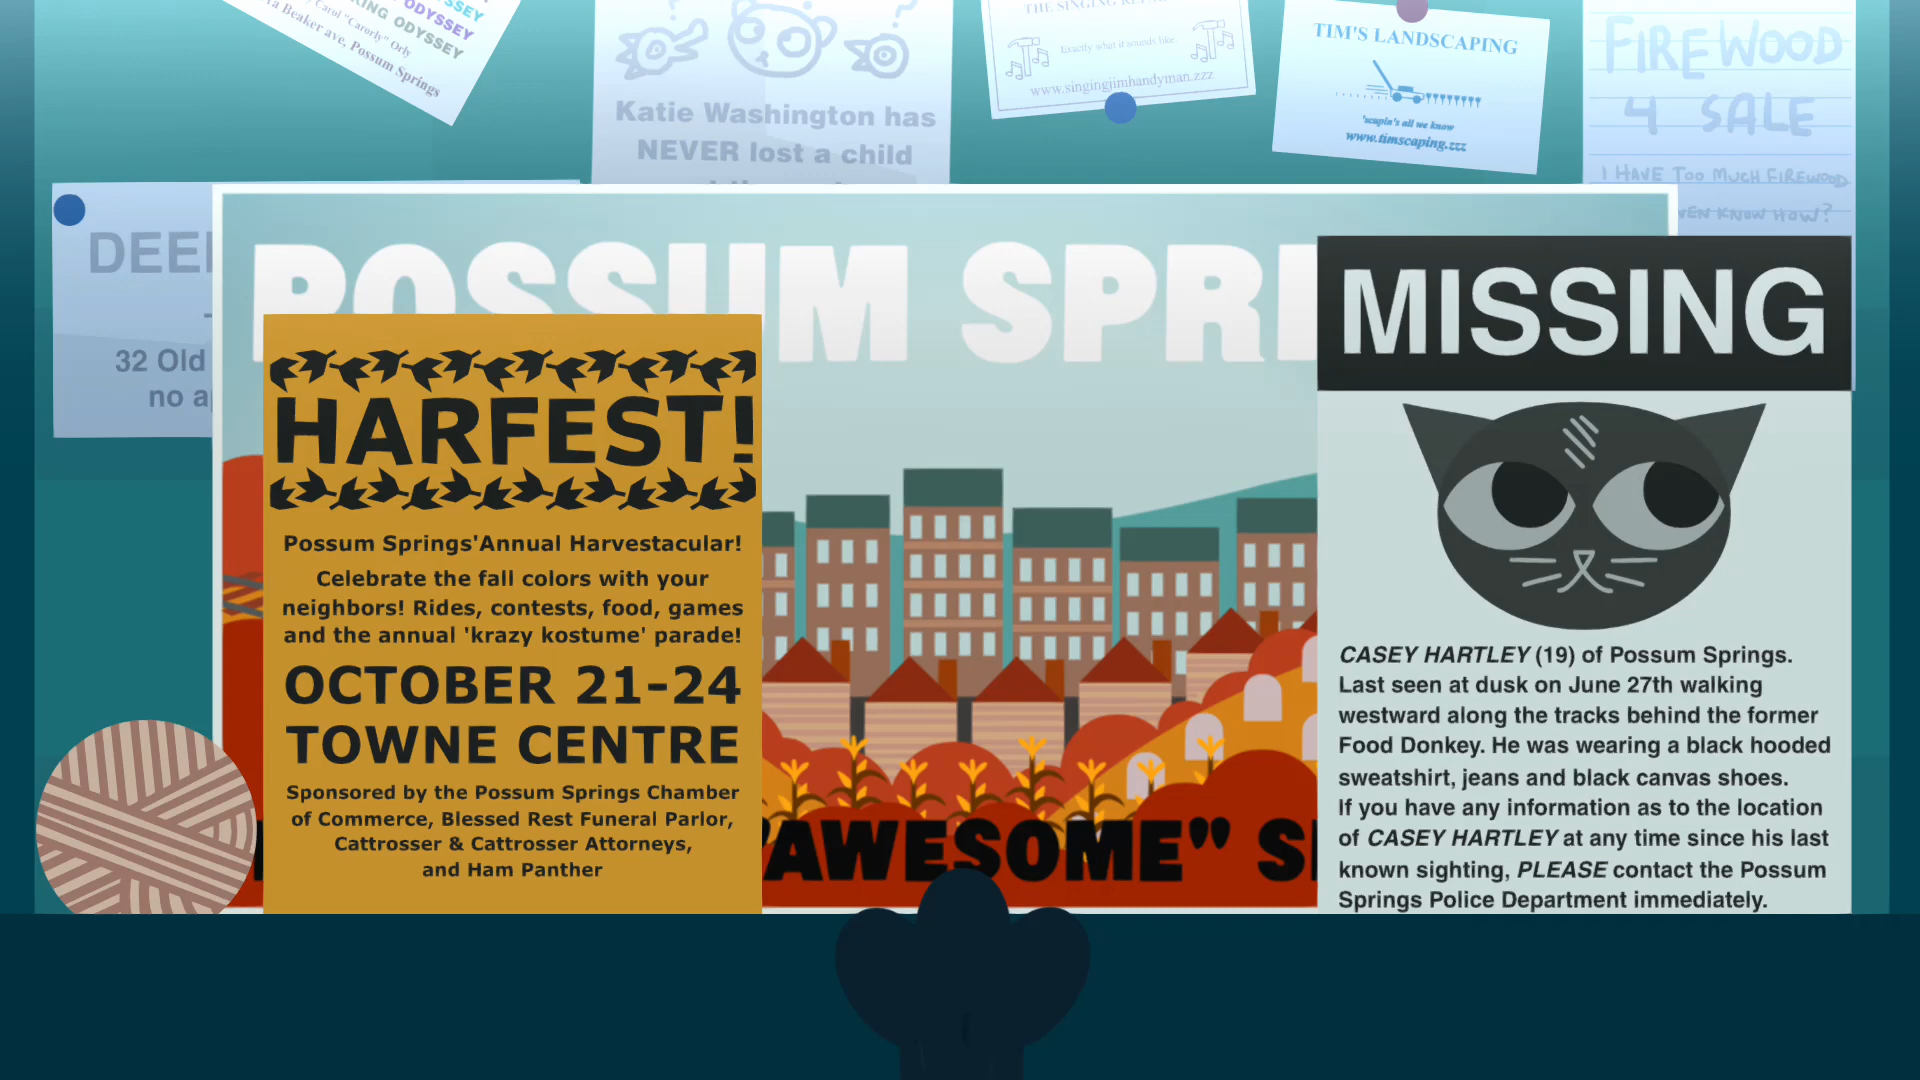 ODYSSEY
KING ODYSSEY
Carol "Carorly" Orly
Beaker ave, Possum Springs
Katie Washington has
NEVER lost a child
THE SINGING
Exactly what it sounds like
www.singingjimhandyman.zzz
TIM'S LANDSCAPING
'scapin's all we know
www.timscaping.zzz
FIREWOOD
4 SALE
I HAVE TOO MUCH FIREWOOD
KNOW HOW?
32 Old
no
POSSUM SPRI
HARFEST!
Possum Springs'Annual Harvestacular!
Celebrate the fall colors with your
neighbors! Rides, contests, food, games
and the annual 'krazy kostume' parade!
OCTOBER 21-24
TOWNE CENTRE
Sponsored by the Possum Springs Chamber
of Commerce, Blessed Rest Funeral Parlor,
Cattrosser & Cattrosser Attorneys,
and Ham Panther
"AWESOME"
MISSING
CASEY HARTLEY (19) of Possum Springs.
Last seen at dusk on June 27th walking
westward along the tracks behind the former
Food Donkey. He was wearing a black hooded
sweatshirt, jeans and black canvas shoes.
If you have any information as to the location
of CASEY HARTLEY at any time since his last
known sighting, PLEASE contact the Possum
Springs Police Department immediately.